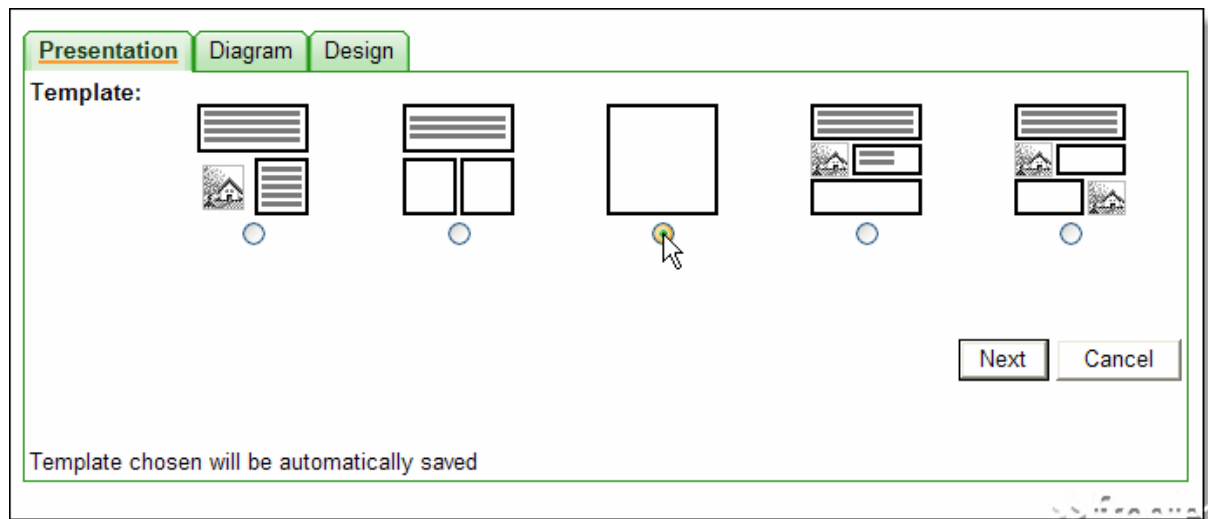 Presentation Diagram Design
Template:
Next Cancel
Template chosen will be automatically saved